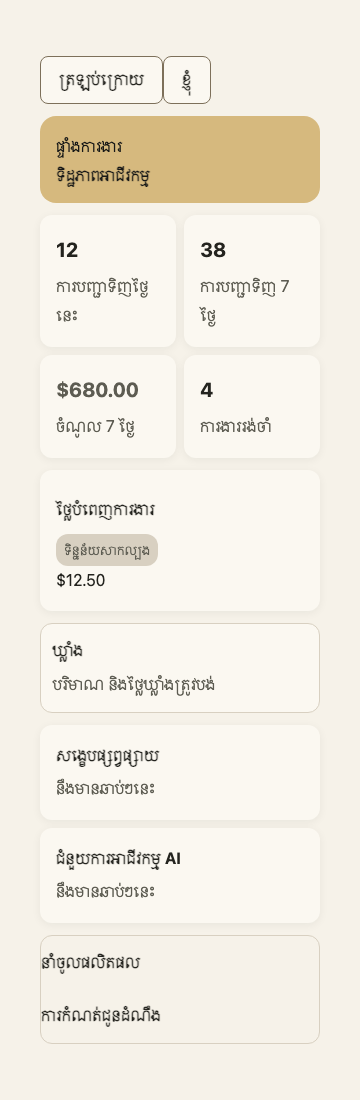 ត្រឡប់ក្រោយ
ខ្ញុំ
ផ្ទាំងការងារ
ទិដ្ឋភាពអាជីវកម្ម
12
ការបញ្ជាទិញថ្ងៃ
នេះ
38
ការបញ្ជាទិញ 7
ថ្ងៃ
$680.00
ចំណូល 7 ថ្ងៃ
4
ការងាររង់ចាំ
ថ្លៃបំពេញការងារ
ទិន្នន័យសាកល្បង
$12.50
ឃ្លាំង
បរិមាណ និងថ្លៃឃ្លាំងត្រូវបង់
សង្ខេបផ្សព្វផ្សាយ
នឹងមានឆាប់ៗនេះ
ជំនួយការអាជីវកម្ម AI
នឹងមានឆាប់ៗនេះ
នាំចូលផលិតផល
ការកំណត់ជូនដំណឹង